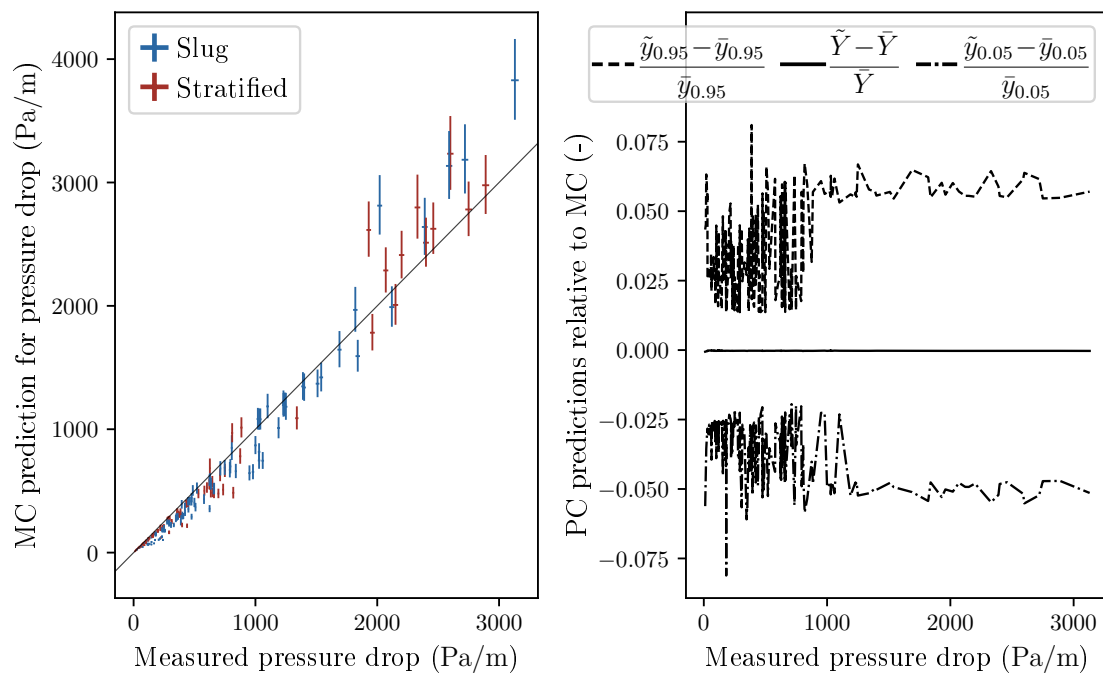 MC prediction for pressure drop (Pa/m)
4000
3000
2000
1000
0
Slug
Stratified
0 1000 2000 3000
Measured pressure drop (Pa/m)
PC predictions relative to MC (-)
ỹ0.95−ȳ0.95 / ȳ0.95 Ỹ−Ȳ / Ȳ ỹ0.05−ȳ0.05 / ȳ0.05
0.075
0.050
0.025
0.000
−0.025
−0.050
−0.075
0 1000 2000 3000
Measured pressure drop (Pa/m)